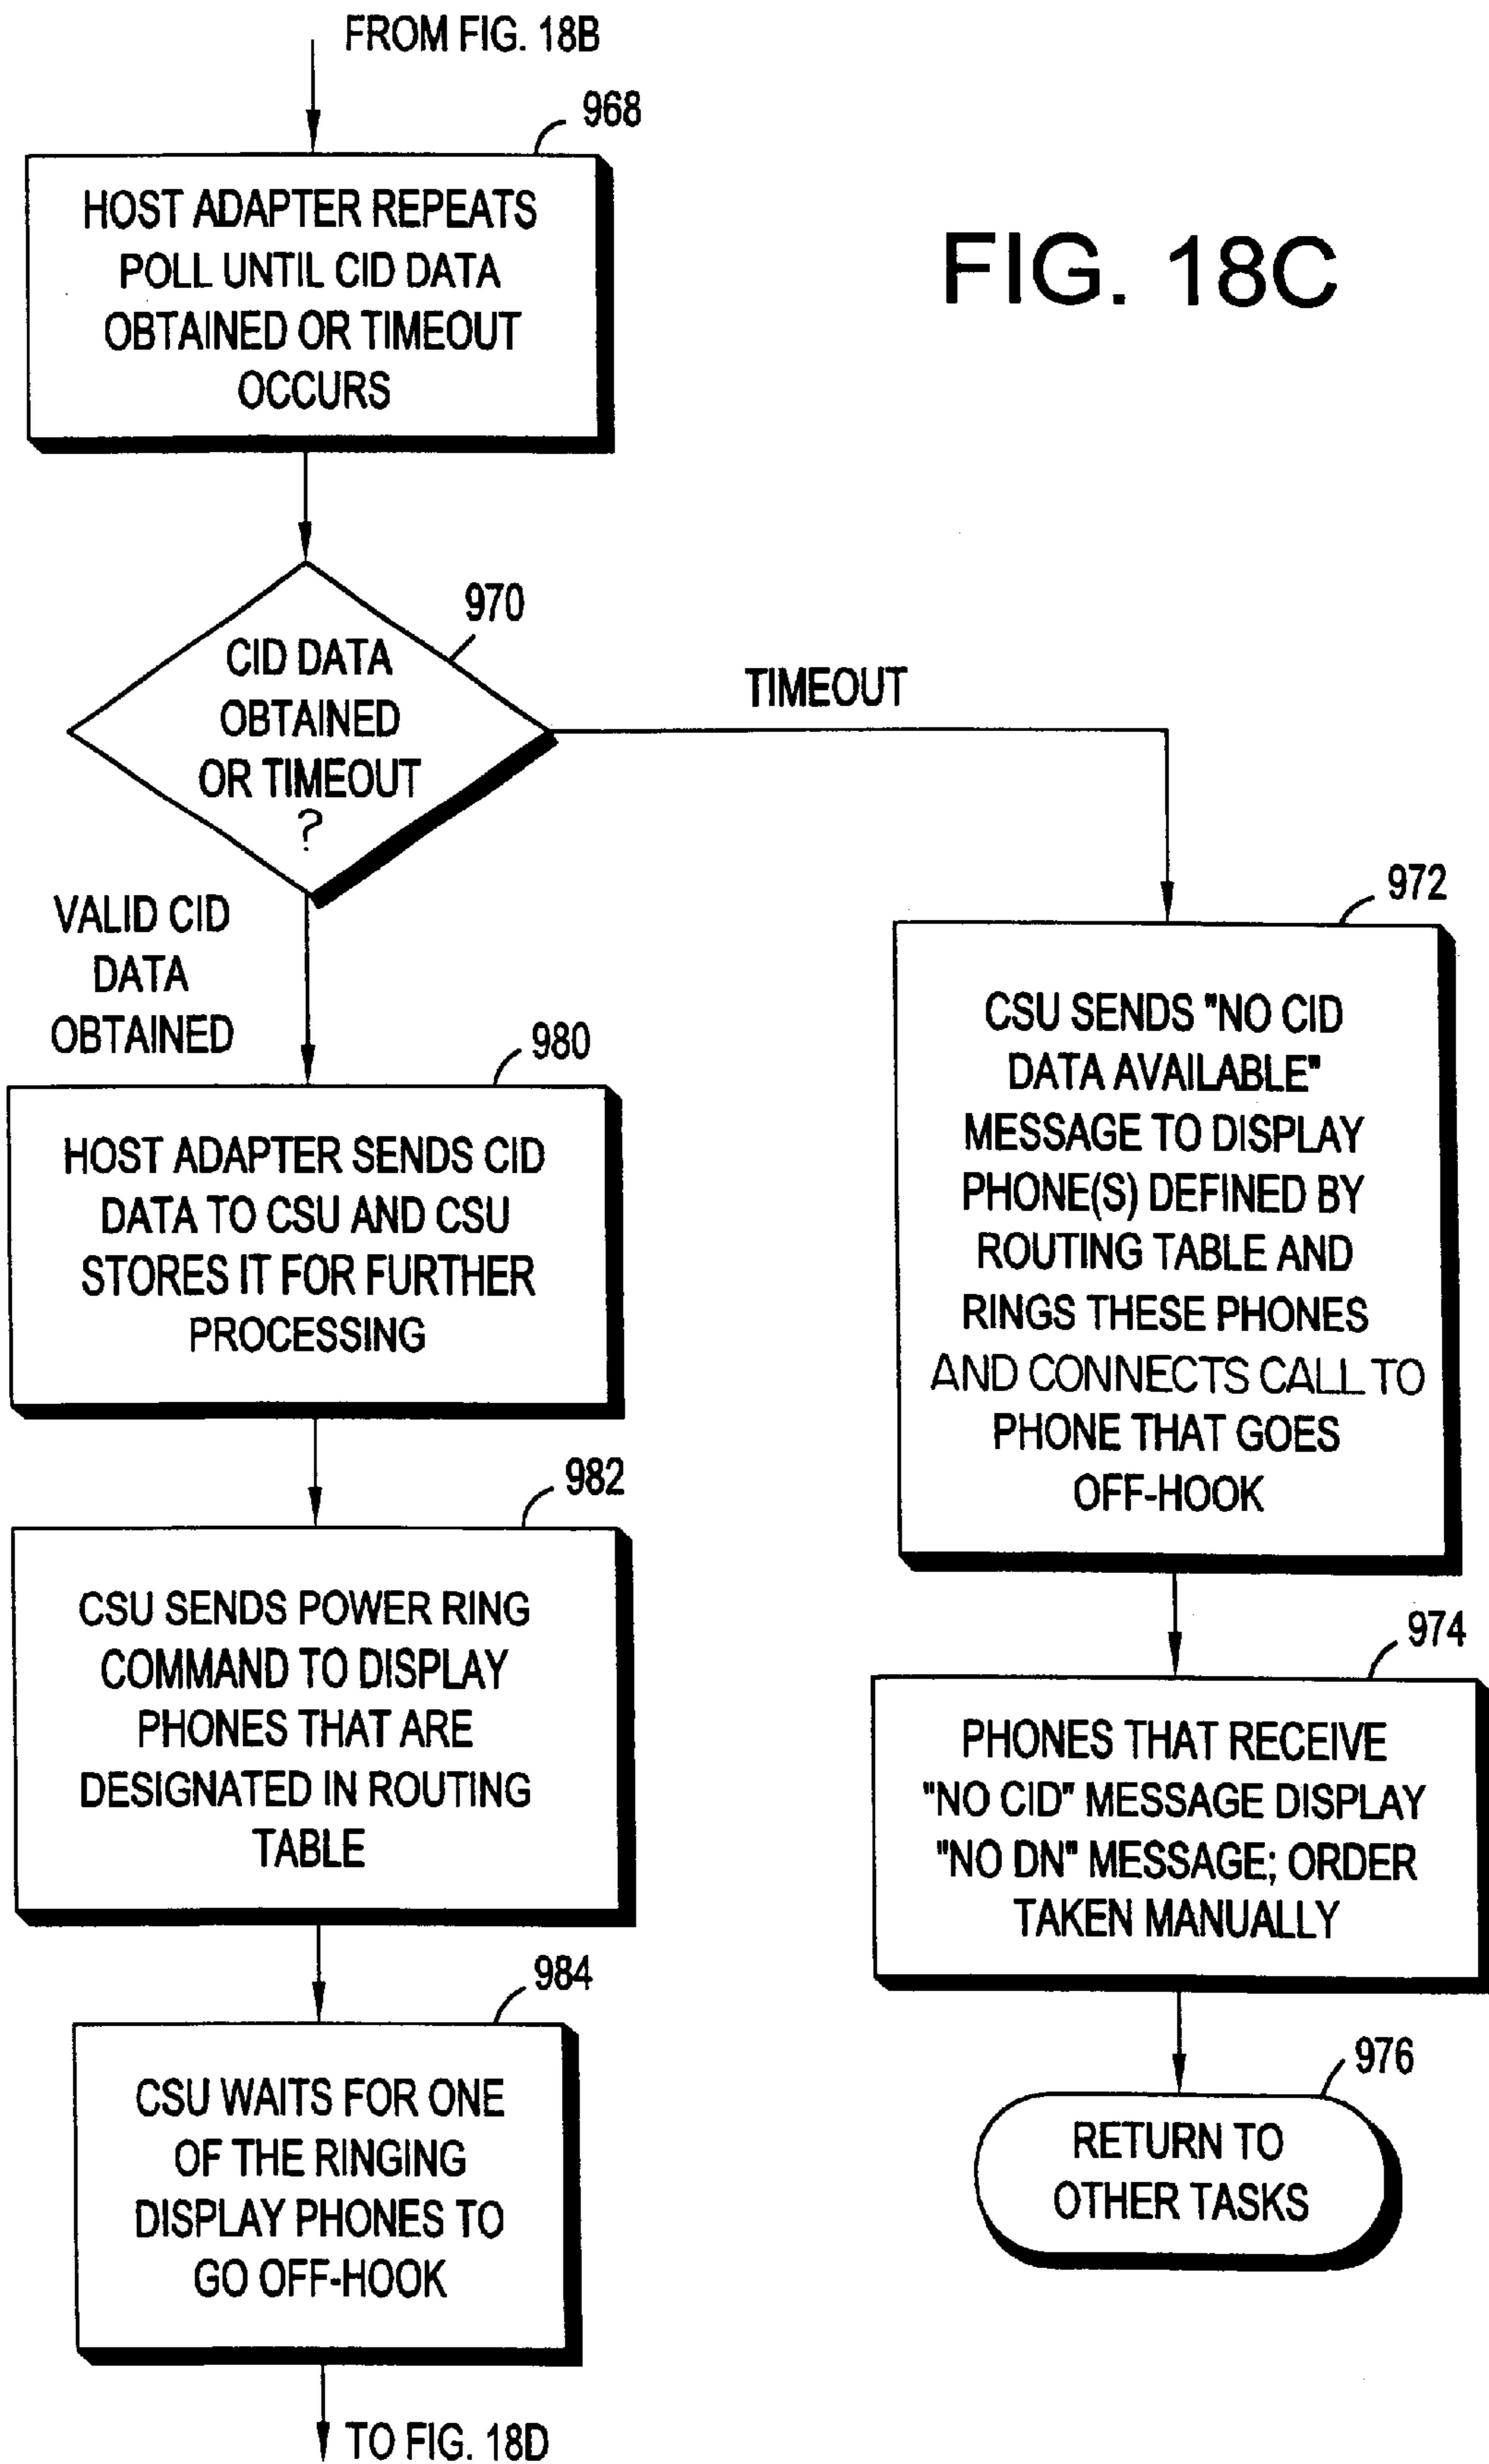 FROM FIG. 18B
968
HOST ADAPTER REPEATS
POLL UNTIL CID DATA
OBTAINED OR TIMEOUT
OCCURS
FIG. 18C
970
CID DATA
OBTAINED
OR TIMEOUT
?
TIMEOUT
VALID CID
DATA
OBTAINED
972
CSU SENDS "NO CID
DATA AVAILABLE"
MESSAGE TO DISPLAY
PHONE(S) DEFINED BY
ROUTING TABLE AND
RINGS THESE PHONES
AND CONNECTS CALL TO
PHONE THAT GOES
OFF-HOOK
980
HOST ADAPTER SENDS CID
DATA TO CSU AND CSU
STORES IT FOR FURTHER
PROCESSING
982
CSU SENDS POWER RING
COMMAND TO DISPLAY
PHONES THAT ARE
DESIGNATED IN ROUTING
TABLE
974
PHONES THAT RECEIVE
"NO CID" MESSAGE DISPLAY
"NO DN" MESSAGE; ORDER
TAKEN MANUALLY
984
CSU WAITS FOR ONE
OF THE RINGING
DISPLAY PHONES TO
GO OFF-HOOK
976
RETURN TO
OTHER TASKS
TO FIG. 18D